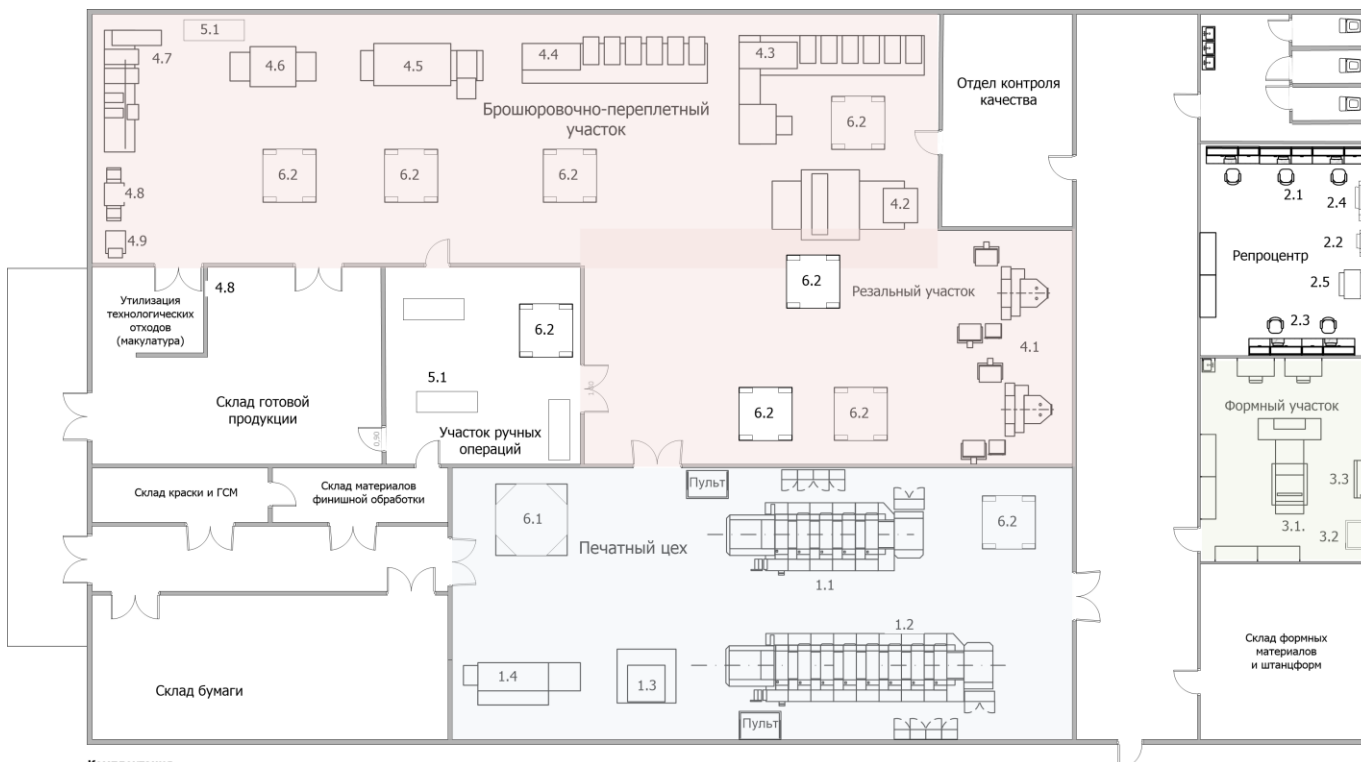 5.1
4.7
4.6
4.5
4.4
4.3
Отдел контроля
качества
Брошюровочно-переплетный
участок
6.2
6.2
6.2
6.2
4.8
4.2
4.9
2.1
2.4
2.2
Репроцентр
2.5
2.3
Утилизация
технологических
отходов
(макулатура)
4.8
6.2
Резальный участок
6.2
4.1
5.1
Склад готовой
продукции
0,90
Участок ручных
операций
6.2
6.2
Формный участок
3.3
3.1.
3.2
Склад краски и ГСМ
Склад материалов
финишной обработки
Пульт
6.1
Печатный цех
6.2
1.1
1.2
1.4
1.3
Пульт
Склад бумаги
Склад формных
материалов
и штанцформ